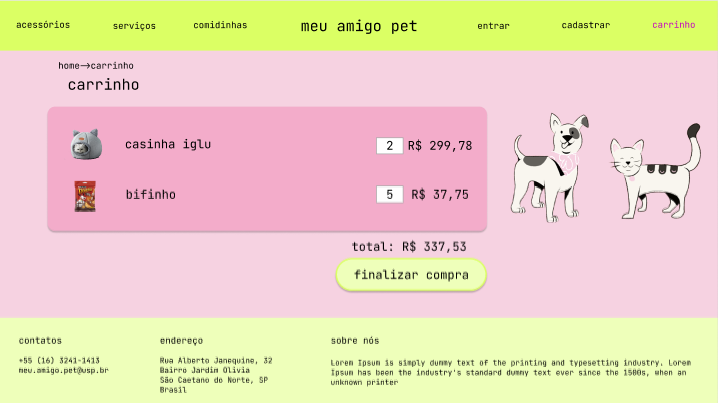 acessórios serviços comidinhas meu amigo pet entrar cadastrar carrinho
home→carrinho
carrinho
casinha iglu 2 R$ 299,78
bifinho 5 R$ 37,75
total: R$ 337,53
finalizar compra
contatos
+55 (16) 3241-1413
meu.amigo.pet@usp.br
endereço
Rua Alberto Janequine, 32
Bairro Jardim Olivia
São Caetano do Norte, SP
Brasil
sobre nós
Lorem Ipsum is simply dummy text of the printing and typesetting industry. Lorem
Ipsum has been the industry's standard dummy text ever since the 1500s, when an
unknown printer